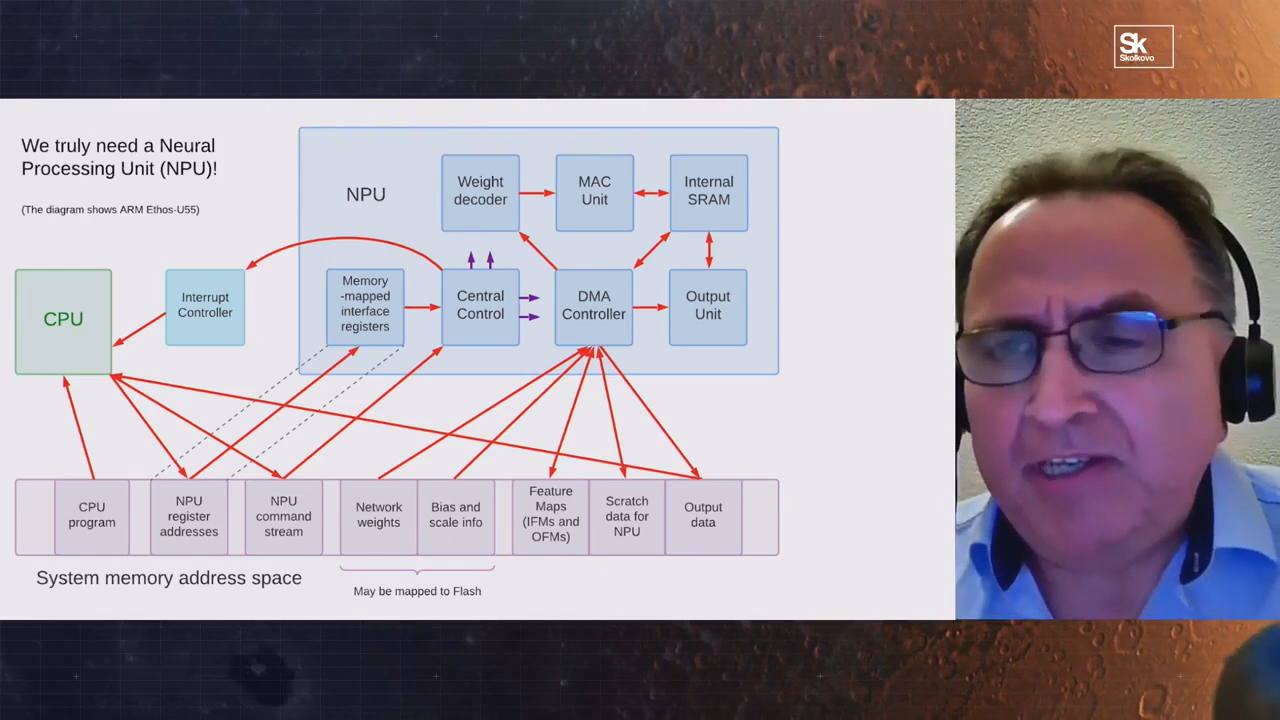 Sk
Skolkovo
We truly need a Neural
Processing Unit (NPU)!
(The diagram shows ARM Ethos-U55)
NPU
Weight
decoder
MAC
Unit
Internal
SRAM
CPU
Interrupt
Controller
Memory
-mapped
interface
registers
Central
Control
DMA
Controller
Output
Unit
CPU
program
NPU
register
addresses
NPU
command
stream
Network
weights
Bias and
scale info
Feature
Maps
(IFMs and
OFMs)
Scratch
data for
NPU
Output
data
System memory address space
May be mapped to Flash